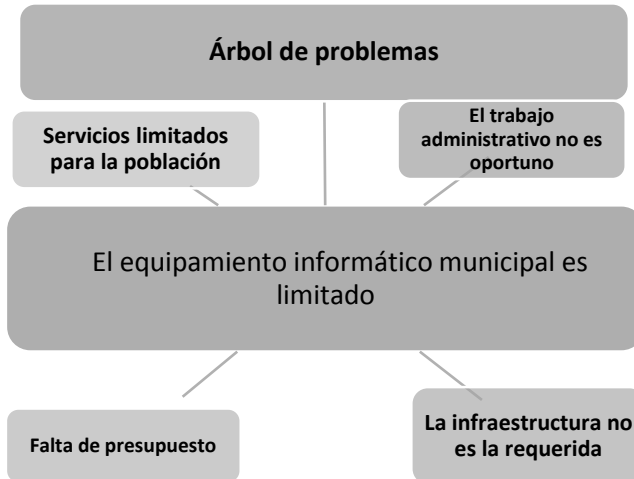 Árbol de problemas
Servicios limitados
para la población
El trabajo
administrativo no es
oportuno
El equipamiento informático municipal es
limitado
Falta de presupuesto
La infraestructura no
es la requerida